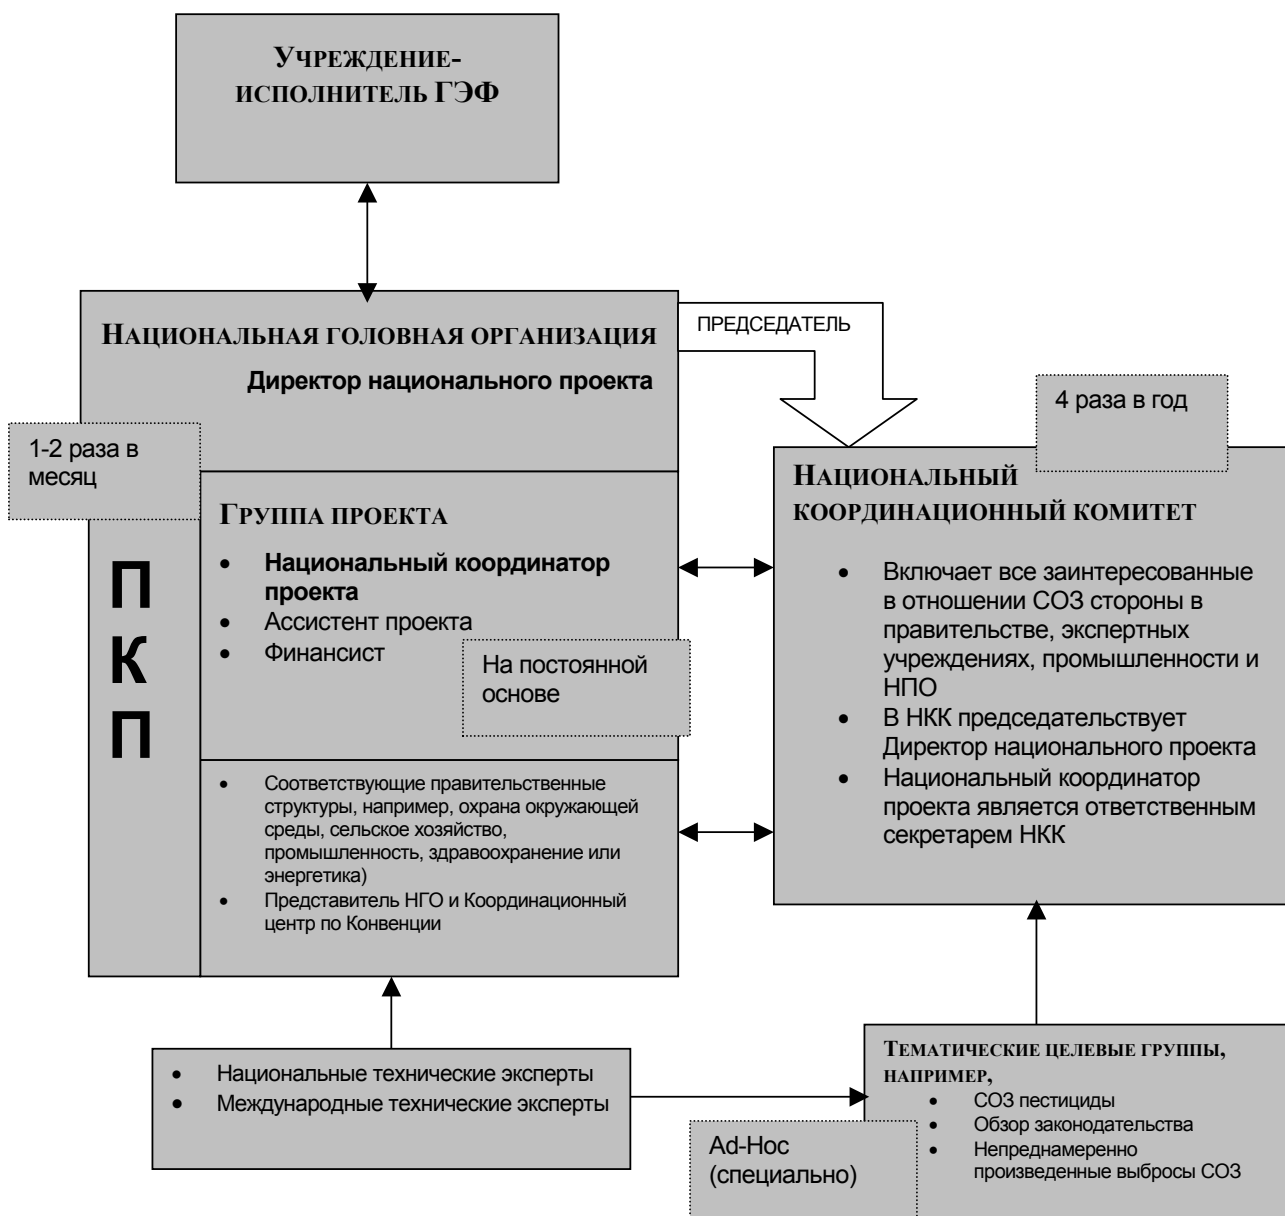 УЧРЕЖДЕНИЕ-
ИСПОЛНИТЕЛЬ ГЭФ
НАЦИОНАЛЬНАЯ ГОЛОВНАЯ ОРГАНИЗАЦИЯ
Директор национального проекта
ПРЕДСЕДАТЕЛЬ
4 раза в год
1-2 раза в
месяц
П
К
П
ГРУППА ПРОЕКТА
• Национальный координатор
проекта
• Ассистент проекта
• Финансист
На постоянной
основе
• Соответствующие правительственные
структуры, например, охрана окружающей
среды, сельское хозяйство,
промышленность, здравоохранение или
энергетика)
• Представитель НГО и Координационный
центр по Конвенции
НАЦИОНАЛЬНЫЙ
КООРДИНАЦИОННЫЙ КОМИТЕТ
• Включает все заинтересованные
в отношении СОЗ стороны в
правительстве, экспертных
учреждениях, промышленности и
НПО
• В НКК председательствует
Директор национального проекта
• Национальный координатор
проекта является ответственным
секретарем НКК
• Национальные технические эксперты
• Международные технические эксперты
Ad-Hoc
(специально)
ТЕМАТИЧЕСКИЕ ЦЕЛЕВЫЕ ГРУППЫ,
НАПРИМЕР,
• СОЗ пестициды
• Обзор законодательства
• Непреднамеренно
произведенные выбросы СОЗ